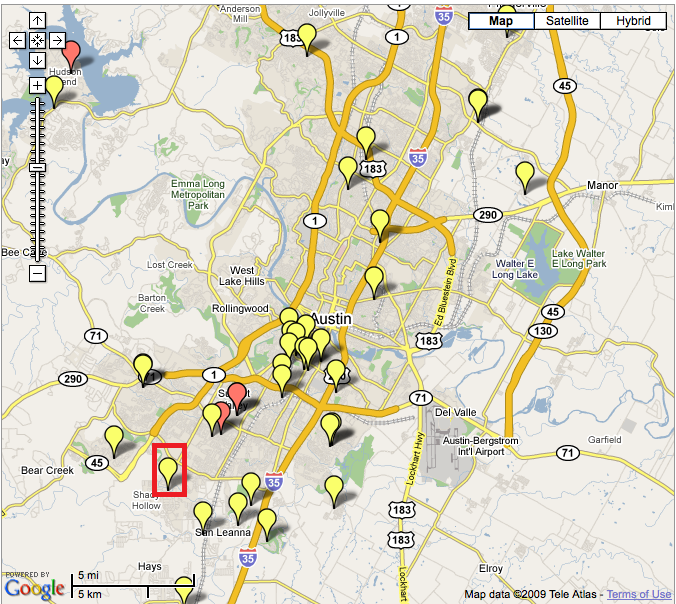 Anderson
Mill
Jollyville
183
35
1
Map
Satellite
Hybrid
Hudson
45
183
35
Emma Long
Metropolitan
Park
Manor
290
1
Bee
Lost Creek
West
Lake Hills
Walter E
Long Lake
Lake Walter
E Long Park
Barton
Creek
Rollingwood
Ed Bluestein Blvd
Austin
45
130
71
183
290
1
71
Del Valle
Austin-Bergstrom
Int'l Airport
Garfield
71
Lockhart Hwy
Bear Creek
45
35
Shady
Hollow
183
San Leanna
183
35
Hays
Elroy
Lockhart
POWERED BY
Google
5 mi
5 km
Map data ©2009 Tele Atlas - Terms of Use